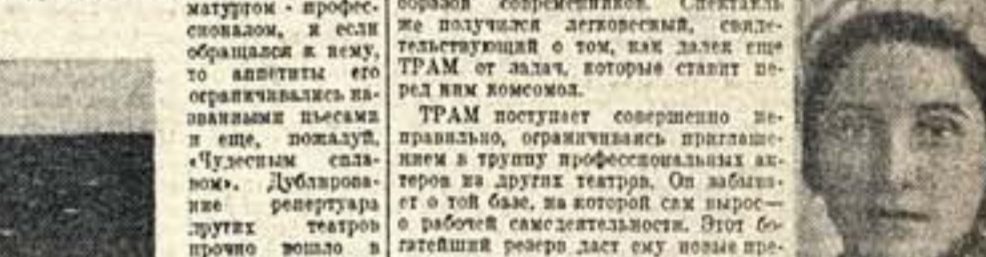 матургом - профес-
сионалом, и если
обращался к нему,
то аппетиты его
ограничивались на-
званными пьесами
и еще, пожалуй,
«Чудесным спла-
вом». Дублирова-
ние репертуара
других театров
прочно вошло в
образов современников. Спектакль
же получился легковесный, свиде-
тельствующий о том, как далек еще
ТРАМ от задач, которые ставит пе-
ред ним комсомол.
ТРАМ поступает совершенно не-
правильно, ограничиваясь приглаше-
нием в труппу профессиональных ак-
теров из других театров. Он забыва-
ет о той базе, на которой сам вырос—
о рабочей самодеятельности. Этот бо-
гатейший резерв даст ему новые пре-